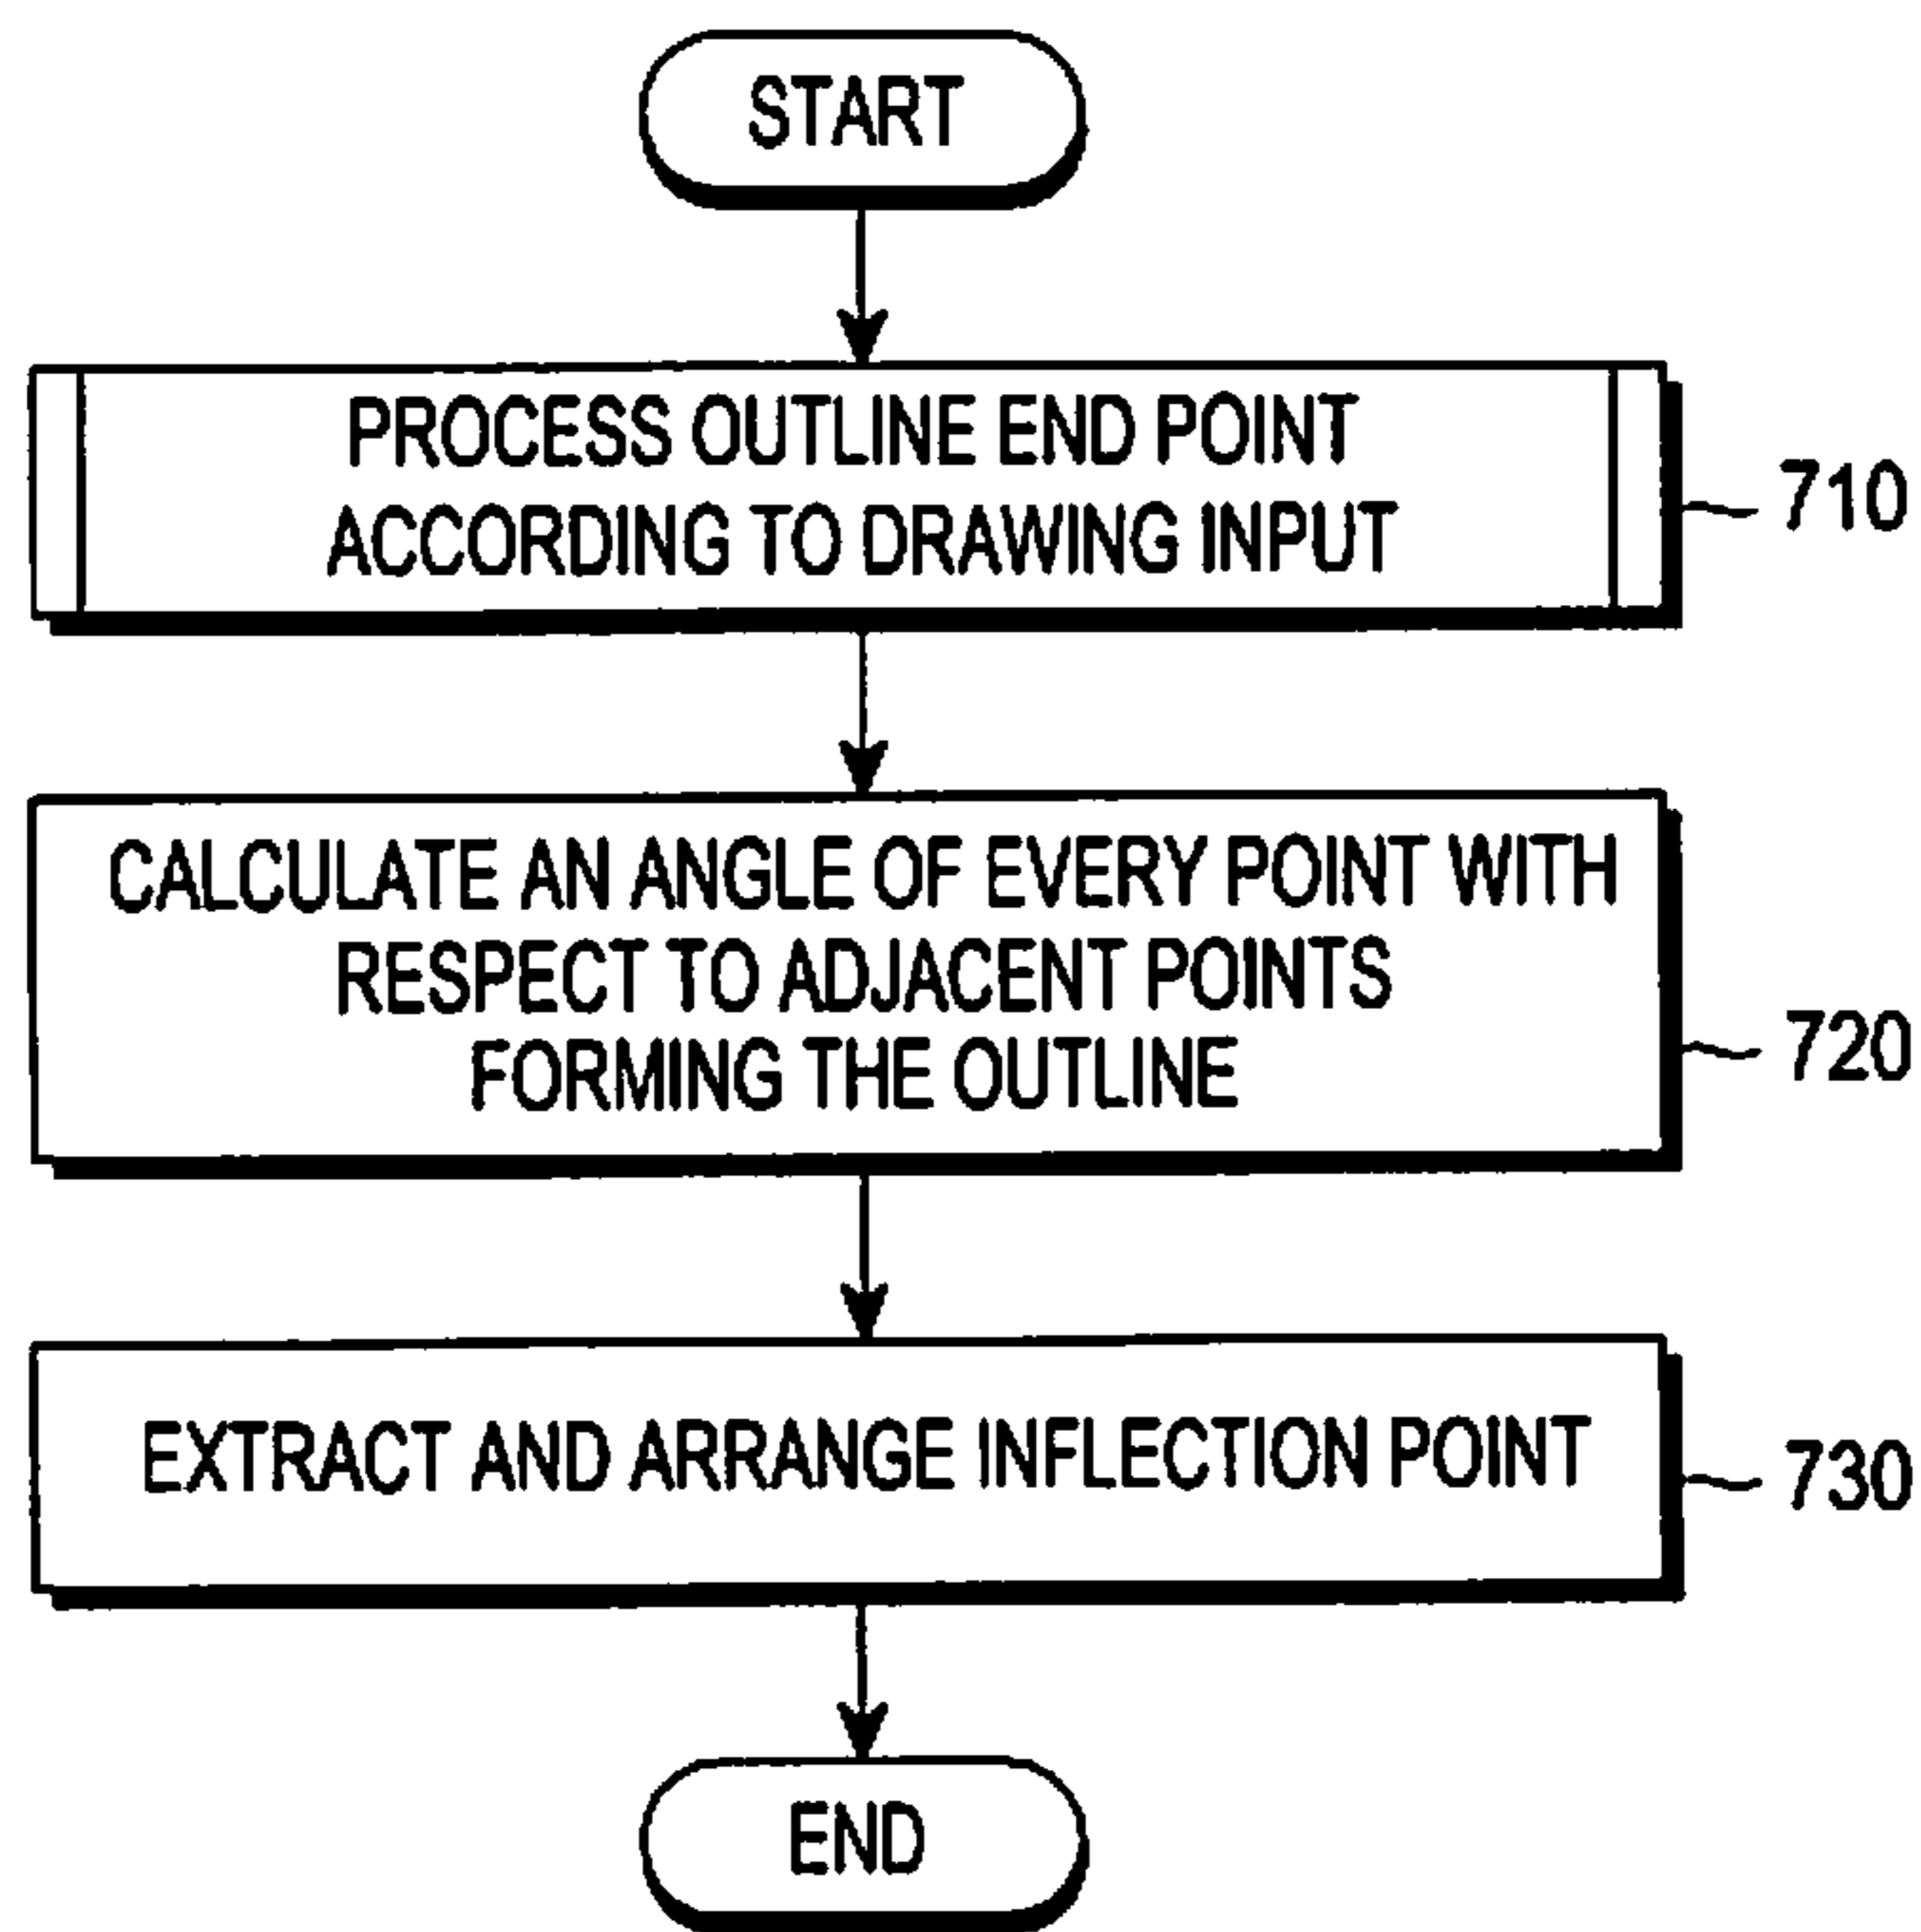 START
PROCESS OUTLINE END POINT
ACCORDING TO DRAWING INPUT
710
CALCULATE AN ANGLE OF EVERY POINT WITH
RESPECT TO ADJACENT POINTS
FORMING THE OUTLINE
720
EXTRACT AND ARRANGE INFLECTION POINT
730
END